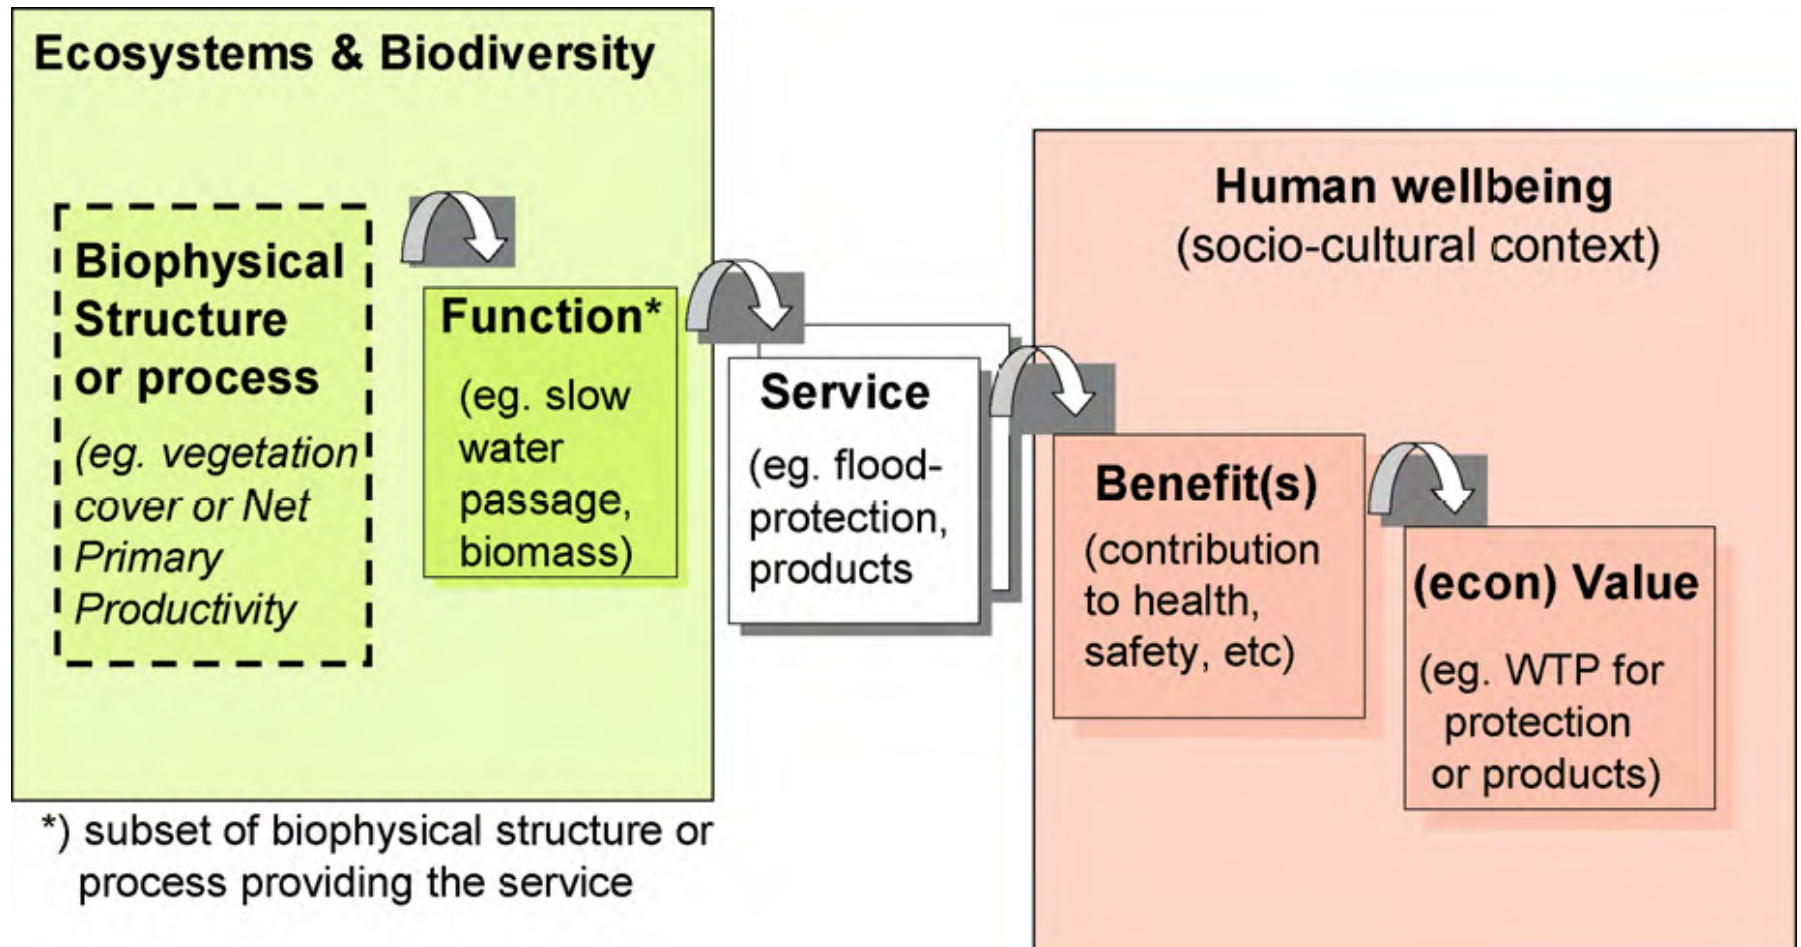 Ecosystems & Biodiversity
Biophysical
Structure
or process
(eg. vegetation
cover or Net
Primary
Productivity
Function*
(eg. slow
water
passage,
biomass)
Service
(eg. flood-
protection,
products
Human wellbeing
(socio-cultural context)
Benefit(s)
(contribution
to health,
safety, etc)
(econ) Value
(eg. WTP for
protection
or products)
*) subset of biophysical structure or
process providing the service